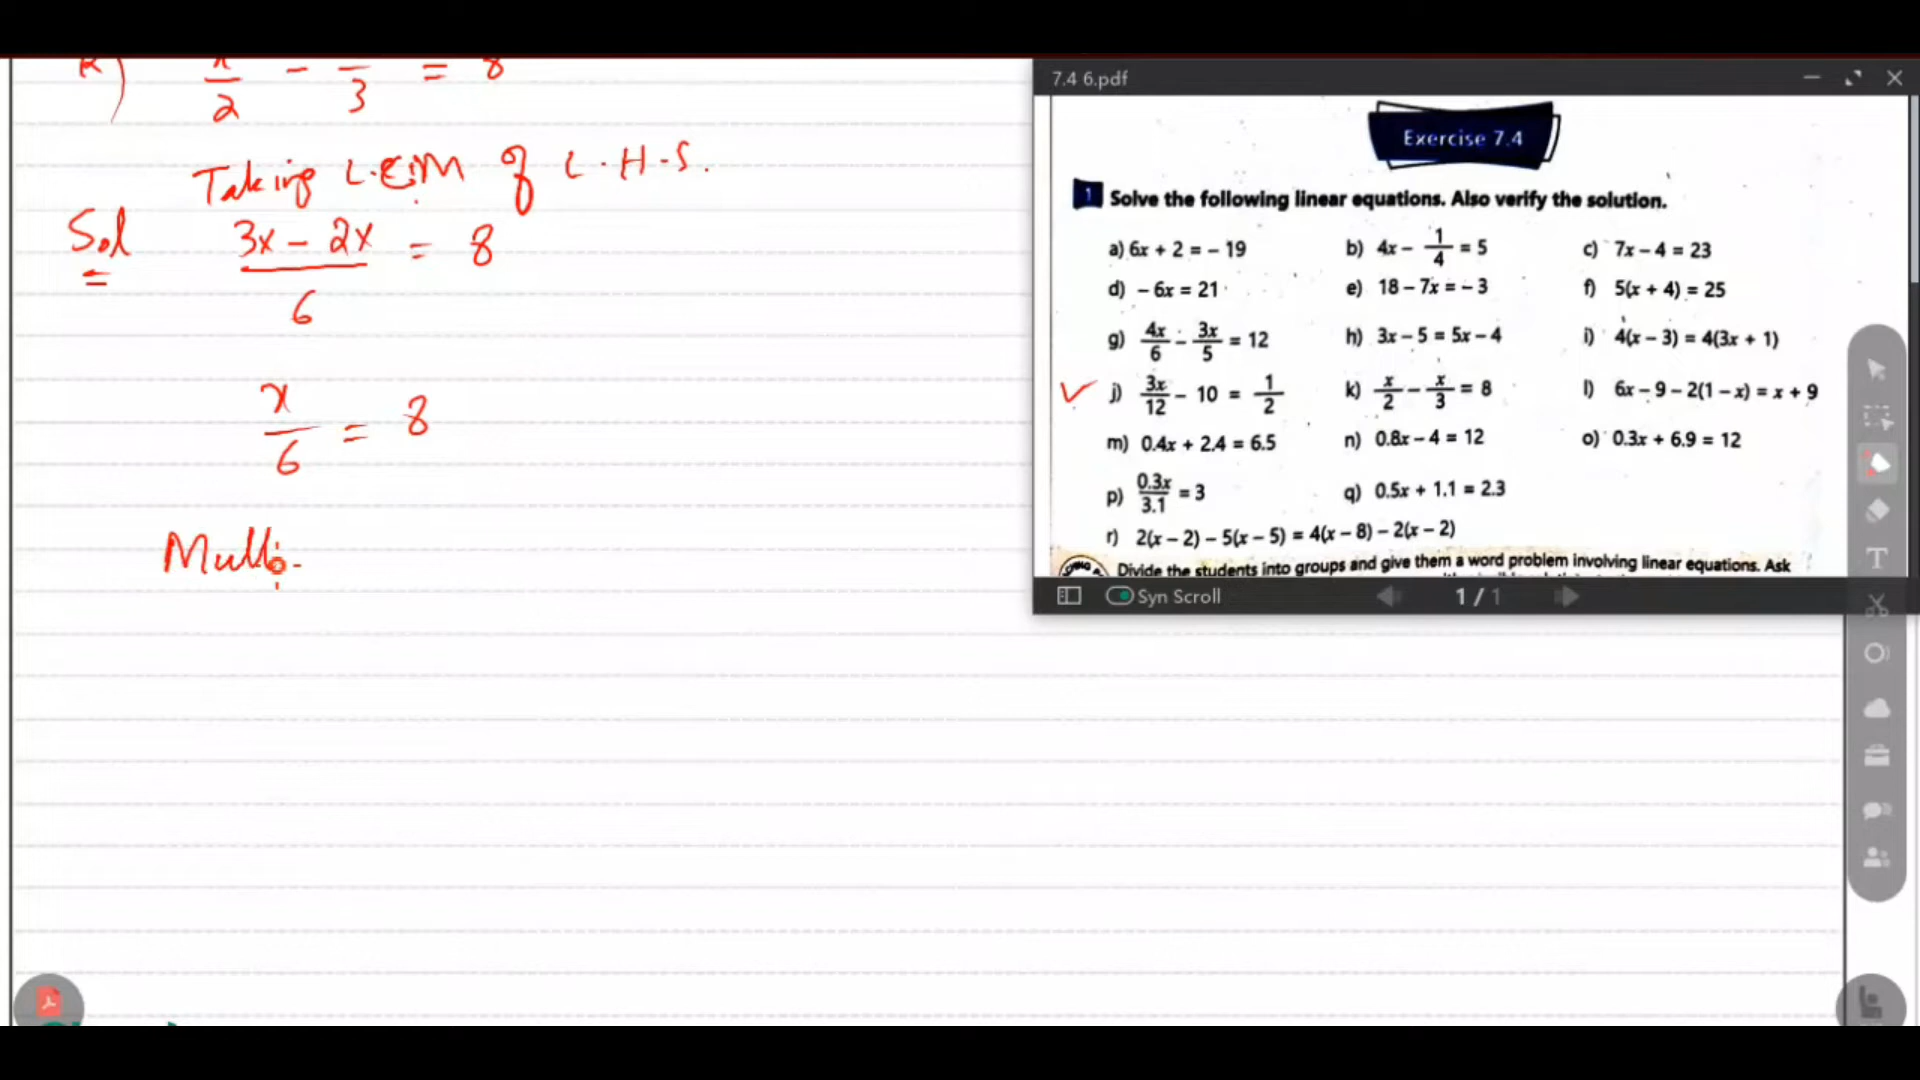 k) x/2 - /3 = 8
Taking L.C.M of L.H.S.
Sol 3x - 2x / 6 = 8
x/6 = 8
7.4 6.pdf
Exercise 7.4
1 Solve the following linear equations. Also verify the solution.
a) 6x + 2 = – 19 b) 4x – 1/4 = 5 c) 7x – 4 = 23
d) – 6x = 21 e) 18 – 7x = – 3 f) 5(x + 4) = 25
g) 4x/6 – 3x/5 = 12 h) 3x – 5 = 5x – 4 i) 4(x – 3) = 4(3x + 1)
j) 3x/12 – 10 = 1/2 k) x/2 – x/3 = 8 l) 6x – 9 – 2(1 – x) = x + 9
m) 0.4x + 2.4 = 6.5 n) 0.8x – 4 = 12 o) 0.3x + 6.9 = 12
p) 0.3x/3.1 = 3 q) 0.5x + 1.1 = 2.3
r) 2(x – 2) – 5(x – 5) = 4(x – 8) – 2(x – 2)
Divide the students into groups and give them a word problem involving linear equations. Ask
Syn Scroll 1 / 1
T